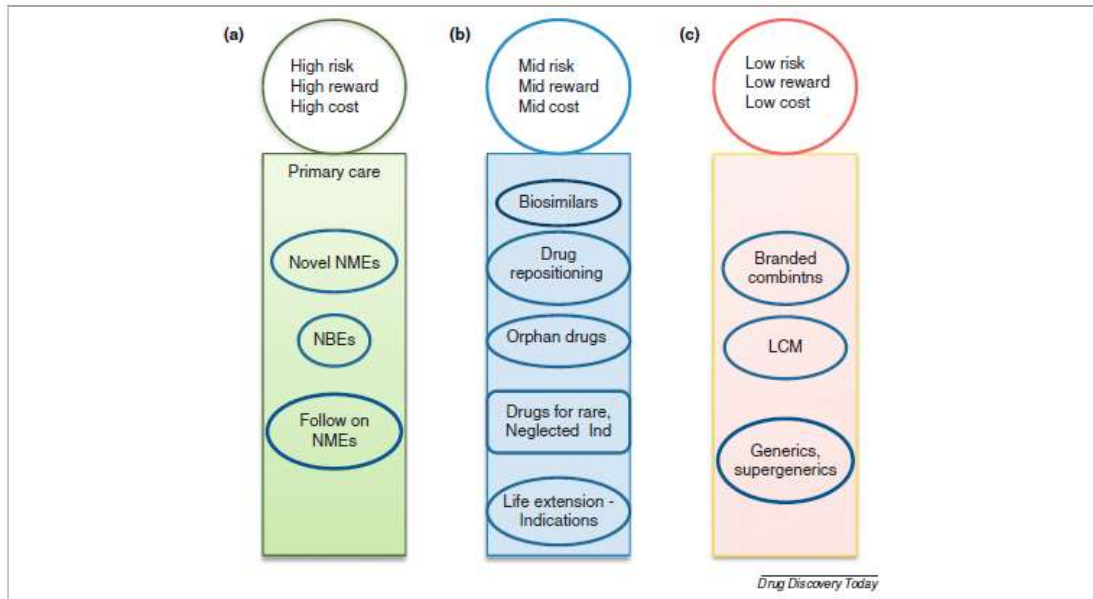 (a)
High risk
High reward
High cost
Primary care
Novel NMEs
NBEs
Follow on
NMEs
(b)
Mid risk
Mid reward
Mid cost
Biosimilars
Drug
repositioning
Orphan drugs
Drugs for rare,
Neglected Ind
Life extension -
Indications
(c)
Low risk
Low reward
Low cost
Branded
combintns
LCM
Generics,
supergenerics
Drug Discovery Today